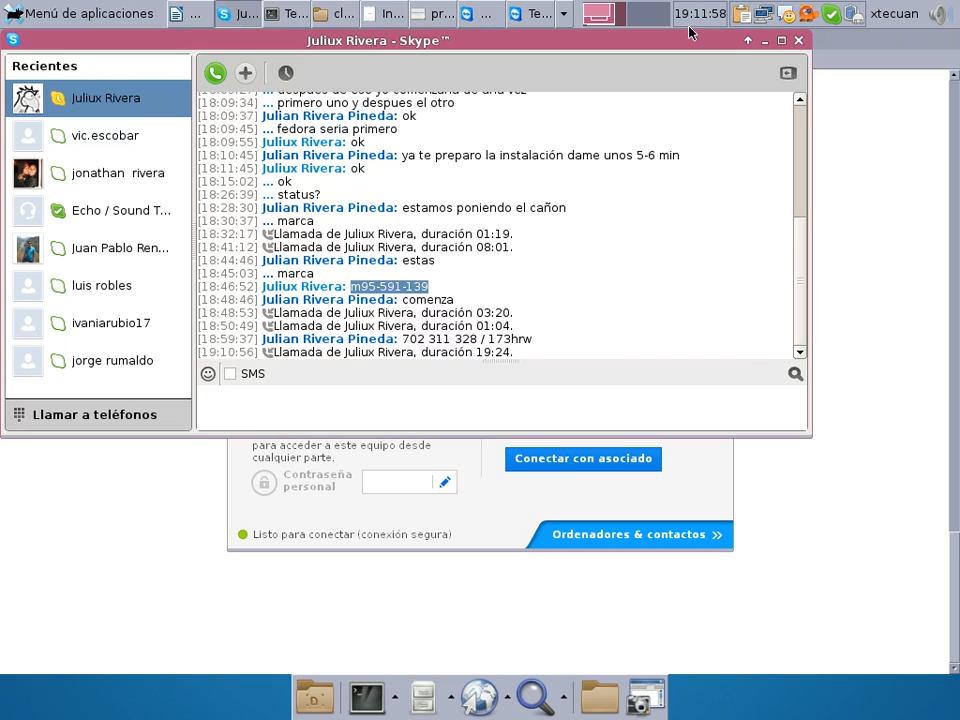 Menú de aplicaciones
...
Ju...
Te...
cl...
In...
pr...
...
Te...
19:11:58
xtecuan
Juliux Rivera - Skype™
Recientes
Juliux Rivera
vic.escobar
jonathan rivera
Echo / Sound T...
Juan Pablo Ren...
luis robles
ivaniarubio17
jorge rumaldo
Llamar a teléfonos
[18:09:34] ... primero uno y despues el otro
[18:09:37] Julian Rivera Pineda: ok
[18:09:45] ... fedora seria primero
[18:09:55] Juliux Rivera: ok
[18:10:45] Julian Rivera Pineda: ya te preparo la instalación dame unos 5-6 min
[18:11:45] Juliux Rivera: ok
[18:15:02] ... ok
[18:26:39] ... status?
[18:28:30] Julian Rivera Pineda: estamos poniendo el cañon
[18:30:37] ... marca
[18:32:17] Llamada de Juliux Rivera, duración 01:19.
[18:41:12] Llamada de Juliux Rivera, duración 08:01.
[18:44:46] Julian Rivera Pineda: estas
[18:45:03] ... marca
[18:46:52] Juliux Rivera: m95-591-139
[18:48:46] Julian Rivera Pineda: comenza
[18:48:53] Llamada de Juliux Rivera, duración 03:20.
[18:50:49] Llamada de Juliux Rivera, duración 01:04.
[18:59:37] Julian Rivera Pineda: 702 311 328 / 173hrw
[19:10:56] Llamada de Juliux Rivera, duración 19:24.
SMS
para acceder a este equipo desde
cualquier parte.
Contraseña
personal
Conectar con asociado
Listo para conectar (conexión segura)
Ordenadores & contactos